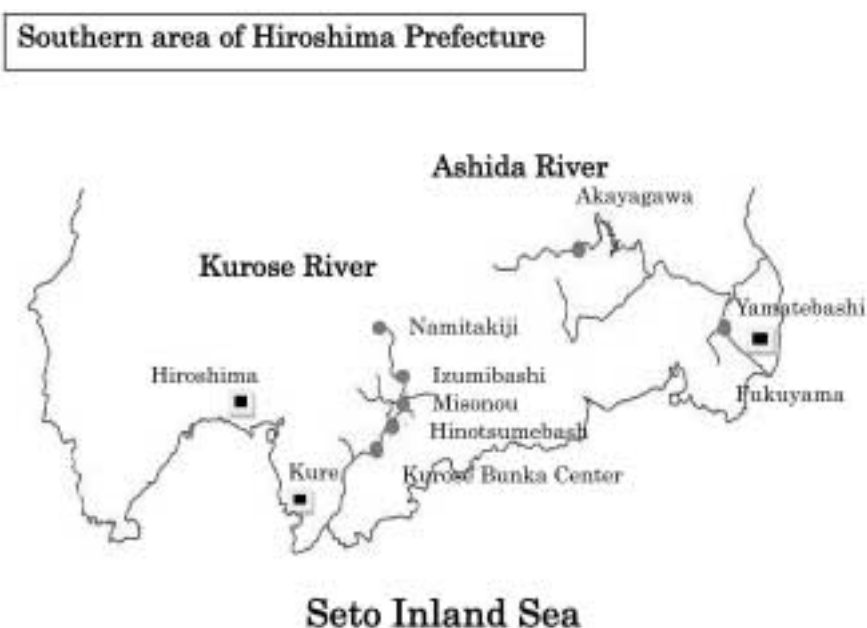 Southern area of Hiroshima Prefecture
Ashida River
Akayagawa
Kurose River
Yamatebashi
Namitakiji
Hiroshima
Izumibashi
Fukuyama
Misonou
Hinotsumebash
Kure
Kurose Bunka Center
Seto Inland Sea